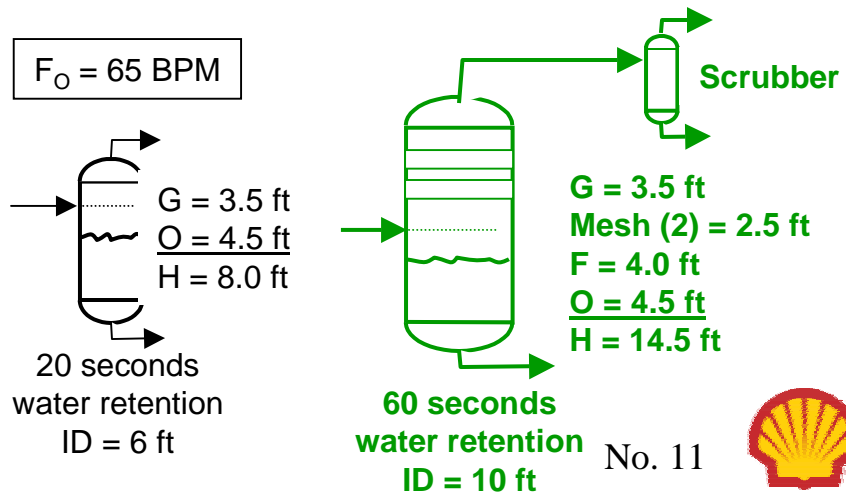 F_O = 65 BPM
Scrubber
G = 3.5 ft
O = 4.5 ft
H = 8.0 ft
20 seconds
water retention
ID = 6 ft
G = 3.5 ft
Mesh (2) = 2.5 ft
F = 4.0 ft
O = 4.5 ft
H = 14.5 ft
60 seconds
water retention
ID = 10 ft
No. 11